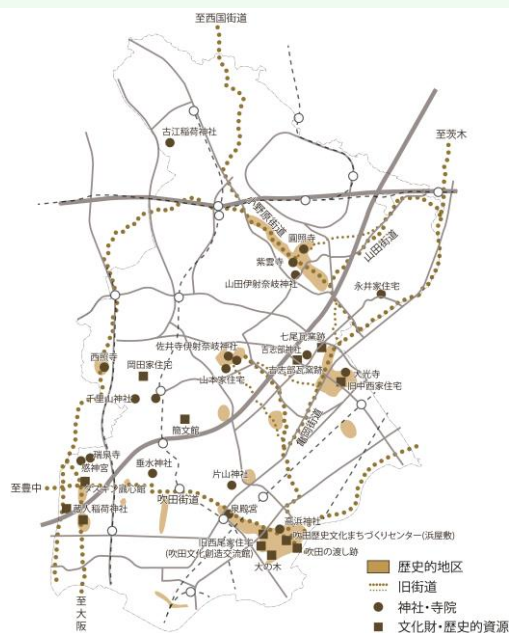 至西国街道
古江稲荷神社
至茨木
小野原街道
圓照寺
山田街道
紫雲寺
山田伊射奈岐神社
永井家住宅
七尾瓦窯跡
佐井寺伊射奈岐神社
吉志部神社
西照寺
岡田家住宅
山本家住宅
吉志部瓦窯跡
大光寺
旧中西家住宅
千里山神社
亀岡街道
簡文館
瑞泉寺
感神宮
垂水神社
片山神社
至豊中
ダスキン誠心館
吹田街道
蔵人稲荷神社
泉殿宮
高浜神社
旧西尾家住宅
(吹田文化創造交流館)
吹田歴史文化まちづくりセンター(浜屋敷)
吹田の渡し跡
大の木
至大阪
歴史的地区
旧街道
神社・寺院
文化財・歴史的資源